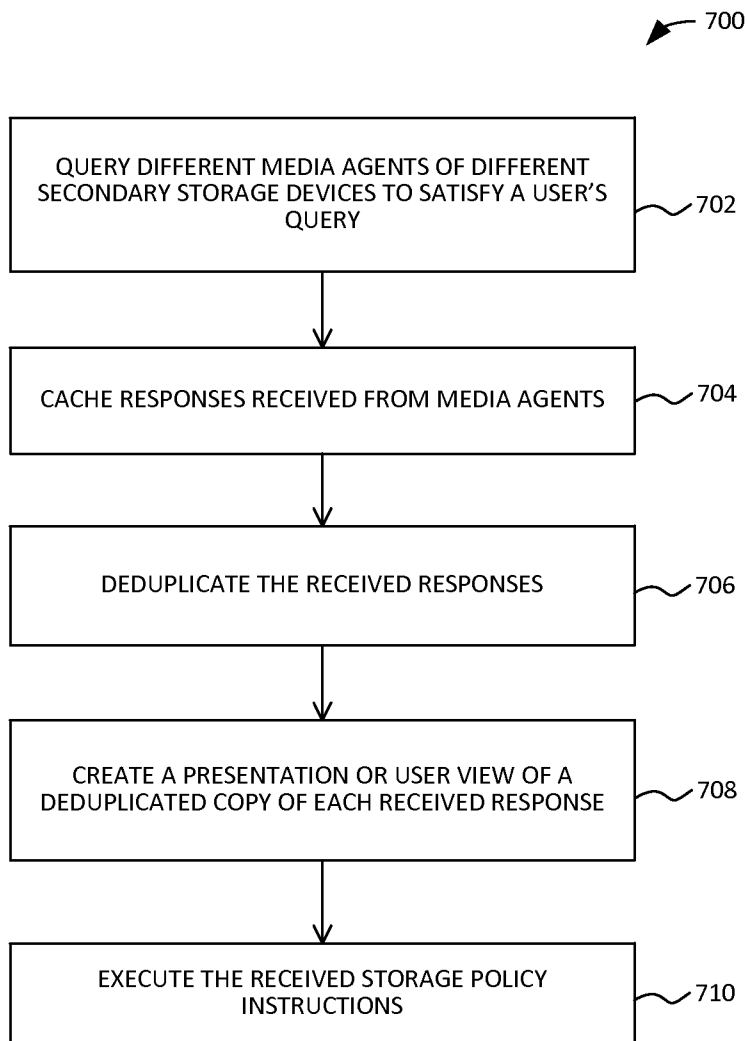 700
QUERY DIFFERENT MEDIA AGENTS OF DIFFERENT
SECONDARY STORAGE DEVICES TO SATISFY A USER'S
QUERY
702
CACHE RESPONSES RECEIVED FROM MEDIA AGENTS
704
DEDUPLICATE THE RECEIVED RESPONSES
706
CREATE A PRESENTATION OR USER VIEW OF A
DEDUPLICATED COPY OF EACH RECEIVED RESPONSE
708
EXECUTE THE RECEIVED STORAGE POLICY
INSTRUCTIONS
710